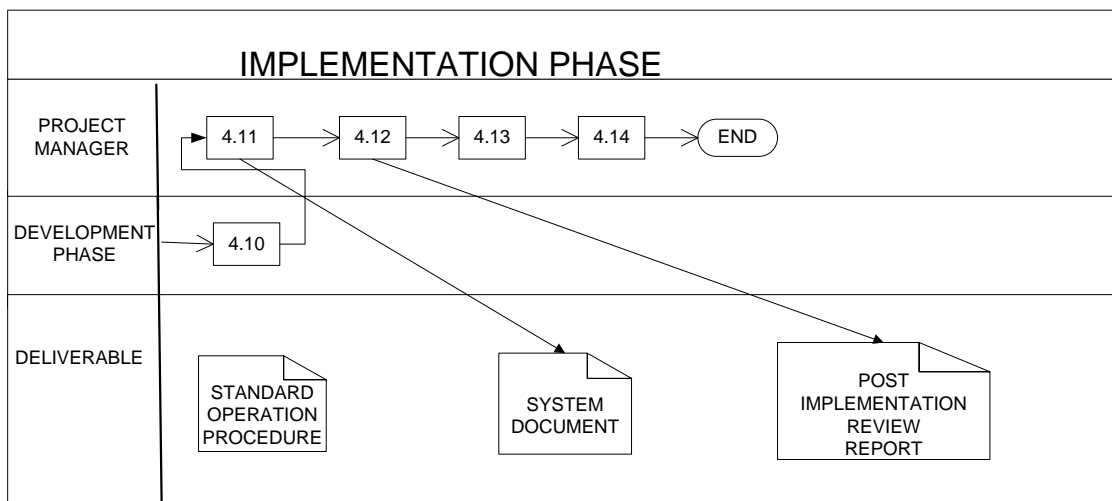 IMPLEMENTATION PHASE
PROJECT
MANAGER
4.11
4.12
4.13
4.14
END
DEVELOPMENT
PHASE
4.10
DELIVERABLE
STANDARD
OPERATION
PROCEDURE
SYSTEM
DOCUMENT
POST
IMPLEMENTATION
REVIEW
REPORT